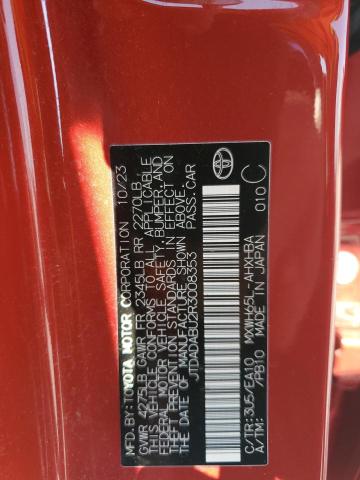 MFD.BY:TOYOTA MOTOR CORPORATION 10/23
GVWR 4275LB GAWR FR 2345LB RR 2270LB
THIS VEHICLE CONFORMS TO ALL APPLICABLE
FEDERAL MOTOR VEHICLE SAFETY, BUMPER, AND
THEFT PREVENTION STANDARDS IN EFFECT ON
THE DATE OF MANUFACTURE SHOWN ABOVE.
JTDADABU2R3008353 PASS.CAR
C/TR: 3U5/EA10 MXWH65L-AHXHBA
A/TM: /PB10 MADE IN JAPAN 010 C
TOYOTA